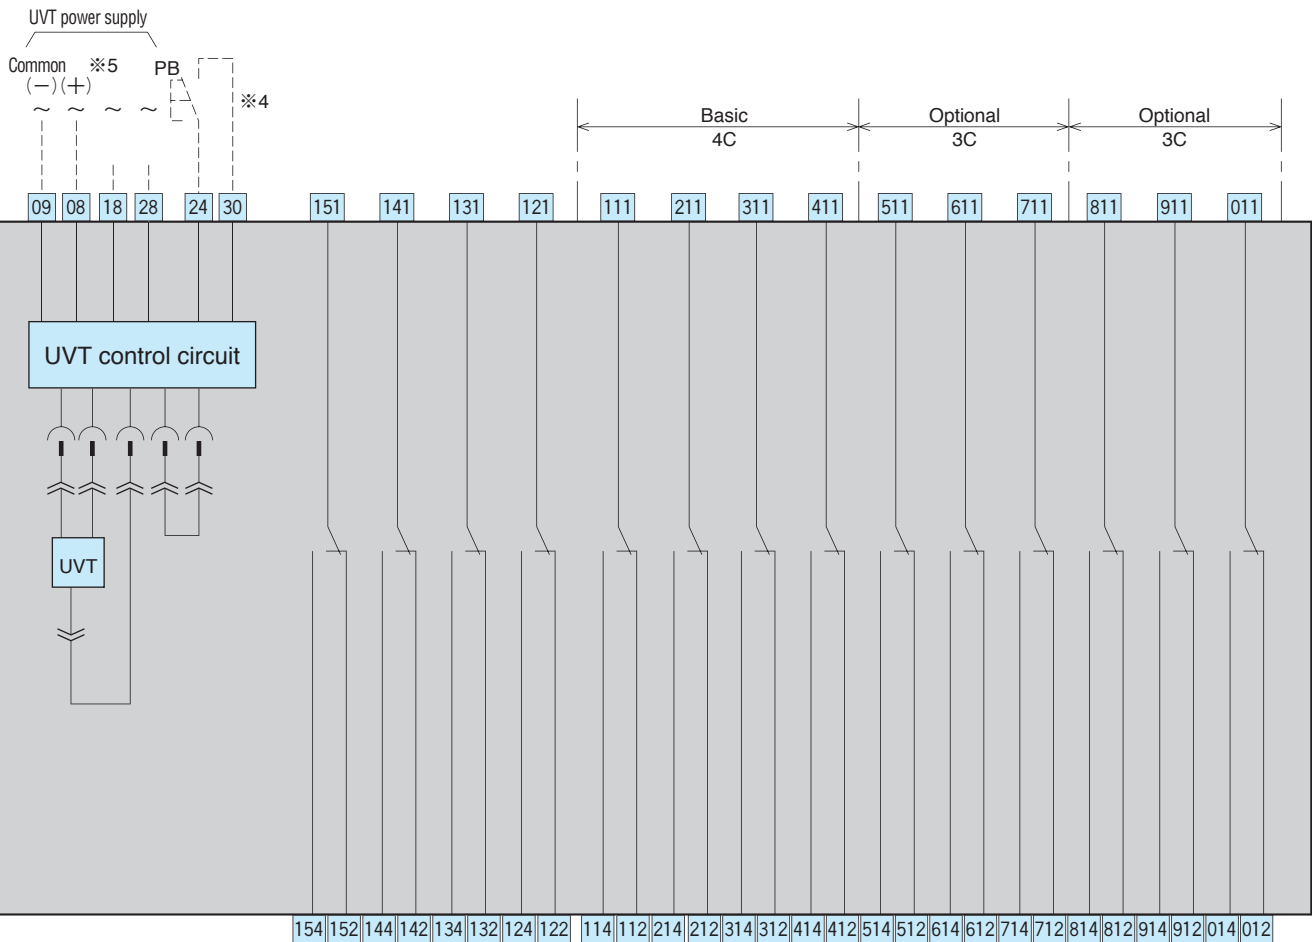 UVT power supply
Common ※5 PB
(−) (+)
~ ~ ~ ~ ※4
Basic Optional Optional
4C 3C 3C
09 08 18 28 24 30 151 141 131 121 111 211 311 411 511 611 711 811 911 011
UVT control circuit
UVT
154 152 144 142 134 132 124 122 114 112 214 212 314 312 414 412 514 512 614 612 714 712 814 812 914 912 014 012